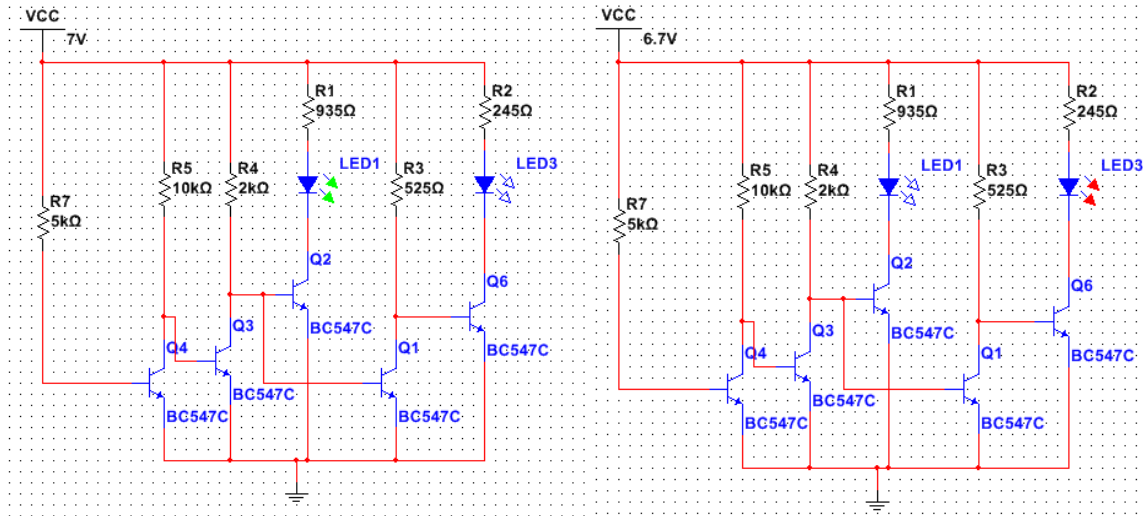 VCC
7V
R1
935Ω
R2
245Ω
LED1
LED3
R5
10kΩ
R4
2kΩ
R3
525Ω
R7
5kΩ
Q2
BC547C
Q6
BC547C
Q3
BC547C
Q4
BC547C
Q1
BC547C
VCC
6.7V
R1
935Ω
R2
245Ω
LED1
LED3
R5
10kΩ
R4
2kΩ
R3
525Ω
R7
5kΩ
Q2
BC547C
Q6
BC547C
Q3
BC547C
Q4
BC547C
Q1
BC547C